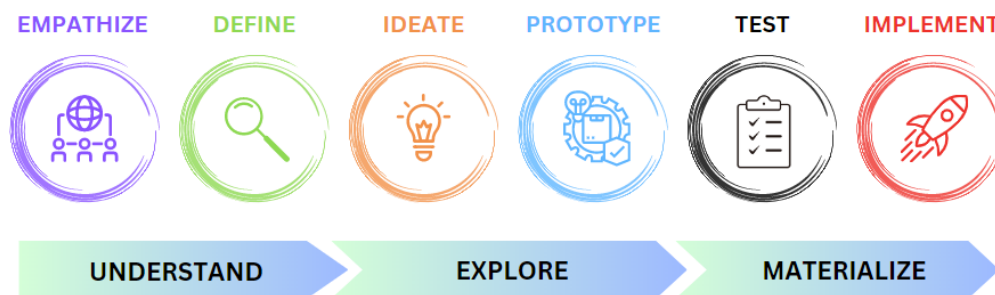 EMPATHIZE DEFINE IDEATE PROTOTYPE TEST IMPLEMENT
UNDERSTAND EXPLORE MATERIALIZE